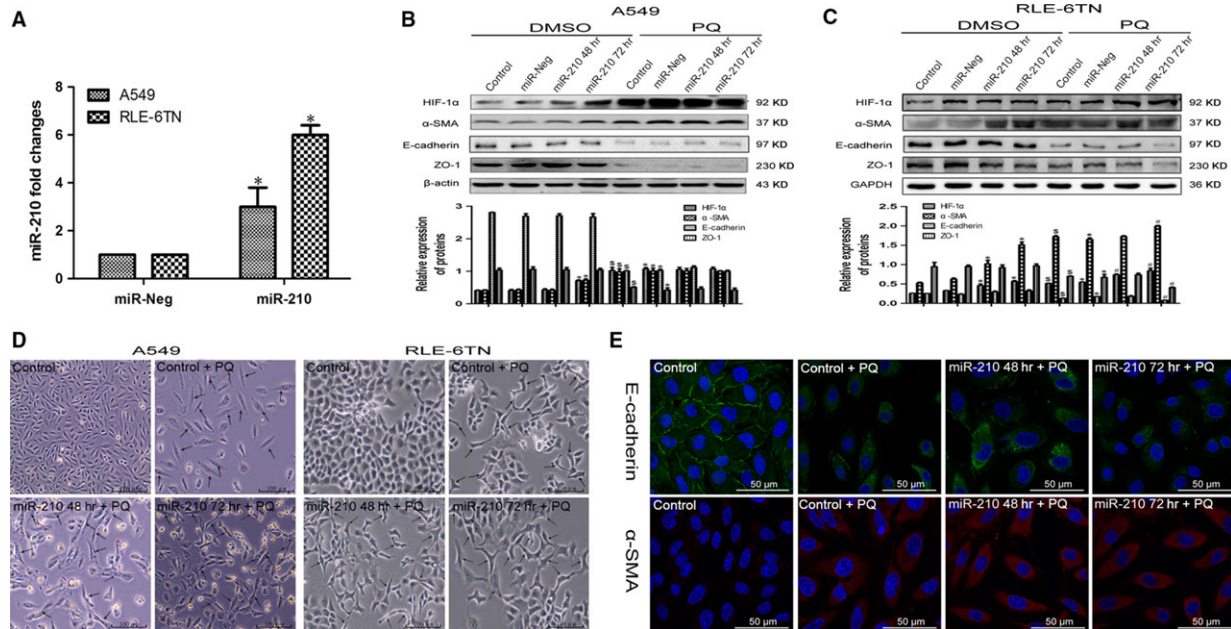 A
miR-210 fold changes
8
6
4
2
0
A549
RLE-6TN
*
*
miR-Neg
miR-210
B
A549
DMSO
PQ
Control
miR-Neg
miR-210 48 hr
miR-210 72 hr
Control
miR-Neg
miR-210 48 hr
miR-210 72 hr
HIF-1α
92 KD
α-SMA
37 KD
E-cadherin
97 KD
ZO-1
230 KD
β-actin
43 KD
Relative expression
of proteins
3
2
1
0
HIF-1α
α-SMA
E-cadherin
ZO-1
C
RLE-6TN
DMSO
PQ
Control
miR-Neg
miR-210 48 hr
miR-210 72 hr
Control
miR-Neg
miR-210 48 hr
miR-210 72 hr
HIF-1α
92 KD
α-SMA
37 KD
E-cadherin
97 KD
ZO-1
230 KD
GAPDH
36 KD
Relative expression
of proteins
2.5
2.0
1.5
1.0
0.5
0.0
HIF-1α
α-SMA
E-cadherin
ZO-1
D
A549
RLE-6TN
Control
Control + PQ
Control
Control + PQ
miR-210 48 hr + PQ
miR-210 72 hr + PQ
miR-210 48 hr + PQ
miR-210 72 hr + PQ
E
E-cadherin
Control
Control + PQ
miR-210 48 hr + PQ
miR-210 72 hr + PQ
50 μm
50 μm
50 μm
50 μm
α-SMA
Control
Control + PQ
miR-210 48 hr + PQ
miR-210 72 hr + PQ
50 μm
50 μm
50 μm
50 μm